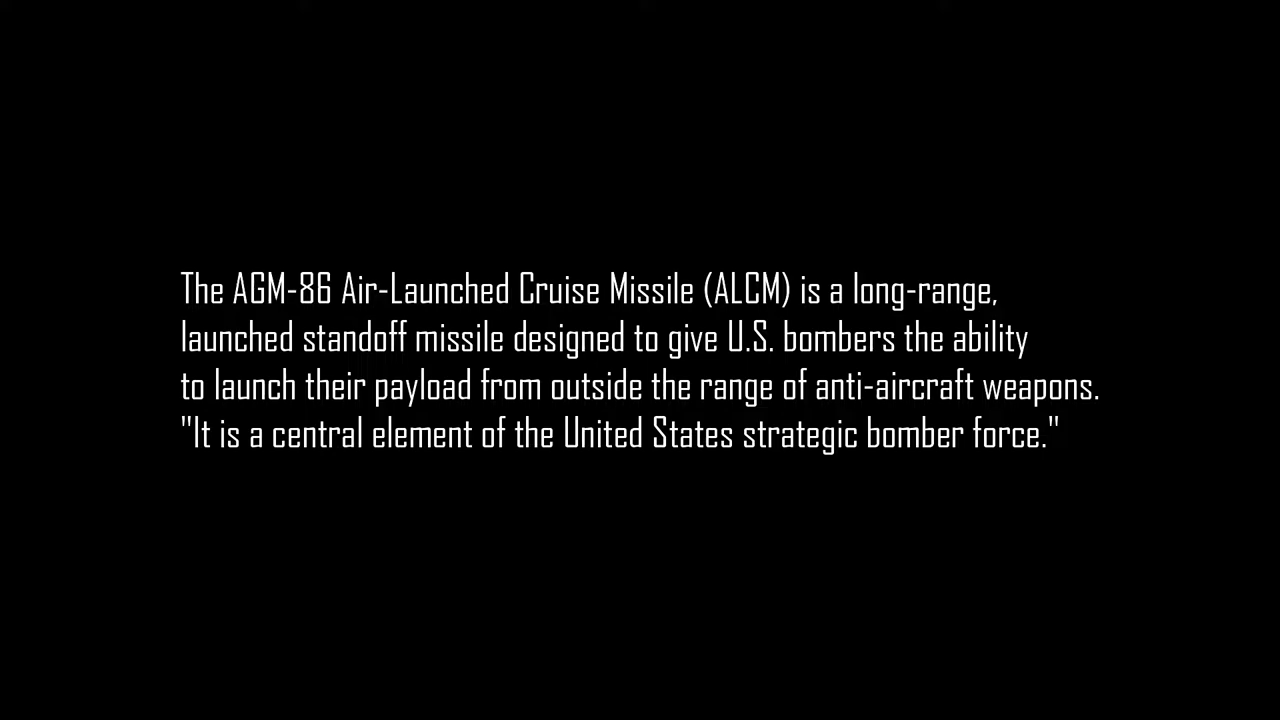 The AGM-86 Air-Launched Cruise Missile (ALCM) is a long-range,
launched standoff missile designed to give U.S. bombers the ability
to launch their payload from outside the range of anti-aircraft weapons.
"It is a central element of the United States strategic bomber force."